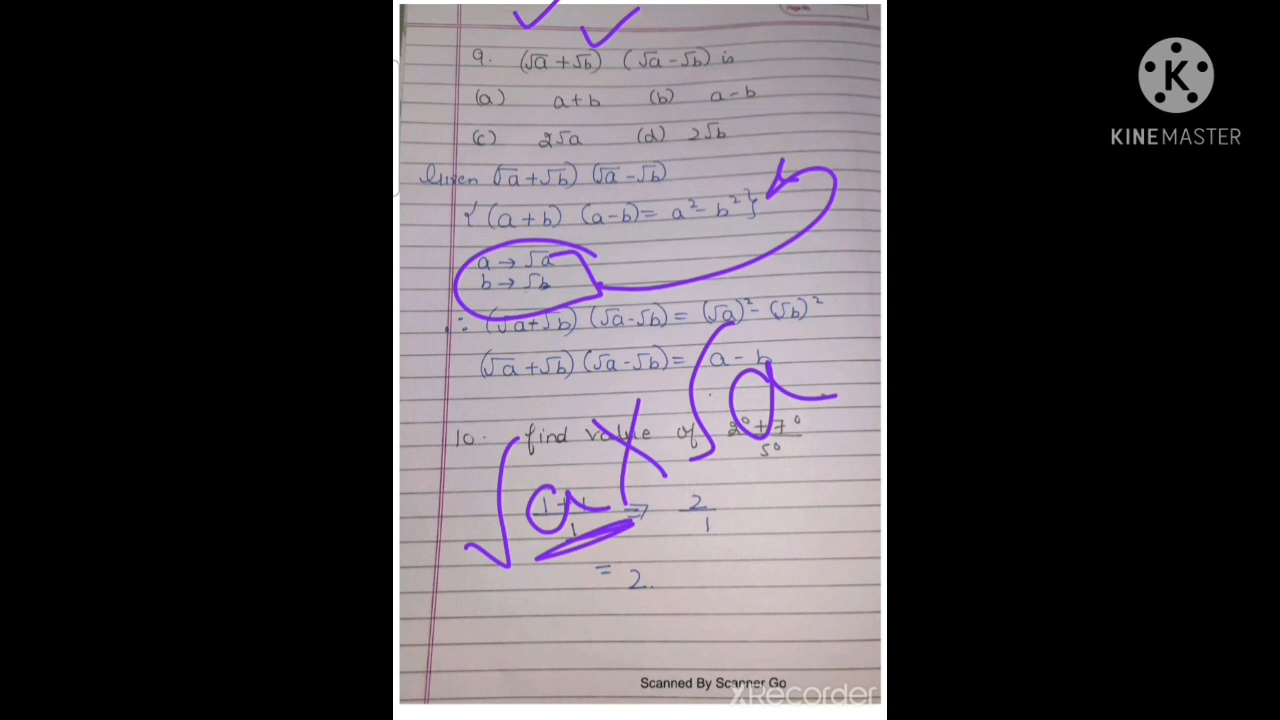 9. (√a + √b) (√a - √b) is
(a) a + b (b) a - b
(c) 2√a (d) 2√b
Given (√a + √b) (√a - √b)
{(a + b) (a - b) = a² - b²}
a → √a
b → √b
∴ (√a + √b) (√a - √b) = (√a)² - (√b)²
(√a + √b) (√a - √b) = a - b
10. find value of 2⁰ + 7⁰ / 5⁰
1 + 1 / 1 ⇒ 2 / 1
= 2.
√a × √a
Scanned By Scanner Go
XRecorder
KINEMASTER